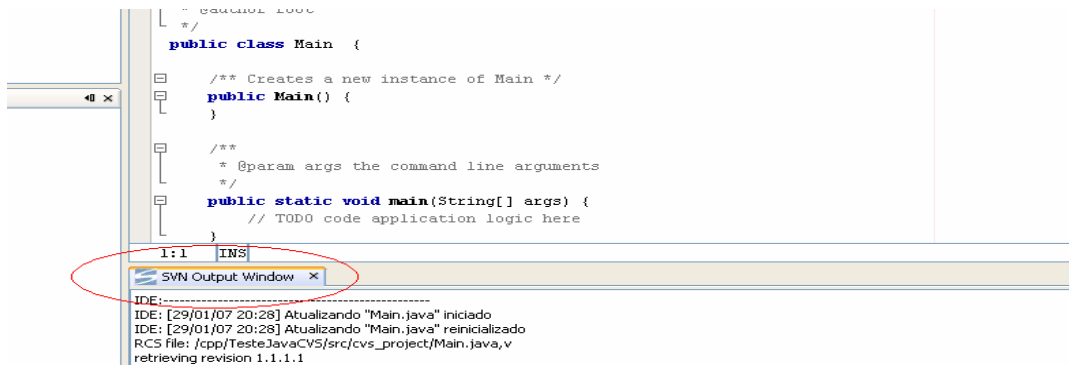 * @author root
*/
public class Main {
/** Creates a new instance of Main */
public Main() {
}
/**
* @param args the command line arguments
*/
public static void main(String[] args) {
// TODO code application logic here
}
1:1 INS
SVN Output Window
IDE:-------------------------------------------------
IDE: [29/01/07 20:28] Atualizando "Main.java" iniciado
IDE: [29/01/07 20:28] Atualizando "Main.java" reinicializado
RCS file: /cpp/TesteJavaCVS/src/cvs_project/Main.java,v
retrieving revision 1.1.1.1